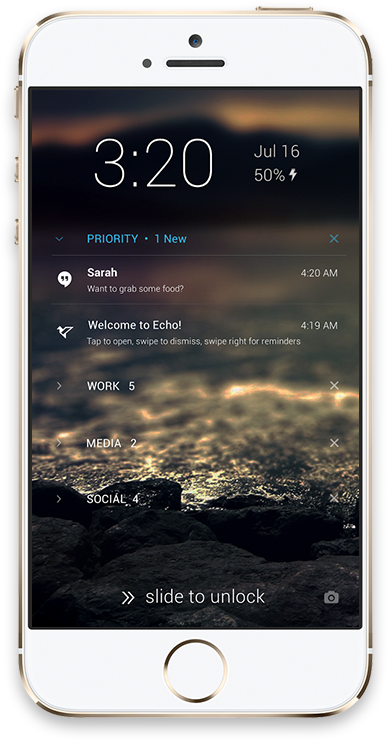 3:20
Jul 16
50%
PRIORITY • 1 New
Sarah 4:20 AM
Want to grab some food?
Welcome to Echo! 4:19 AM
Tap to open, swipe to dismiss, swipe right for reminders
WORK 5
MEDIA 2
SOCIAL 4
slide to unlock